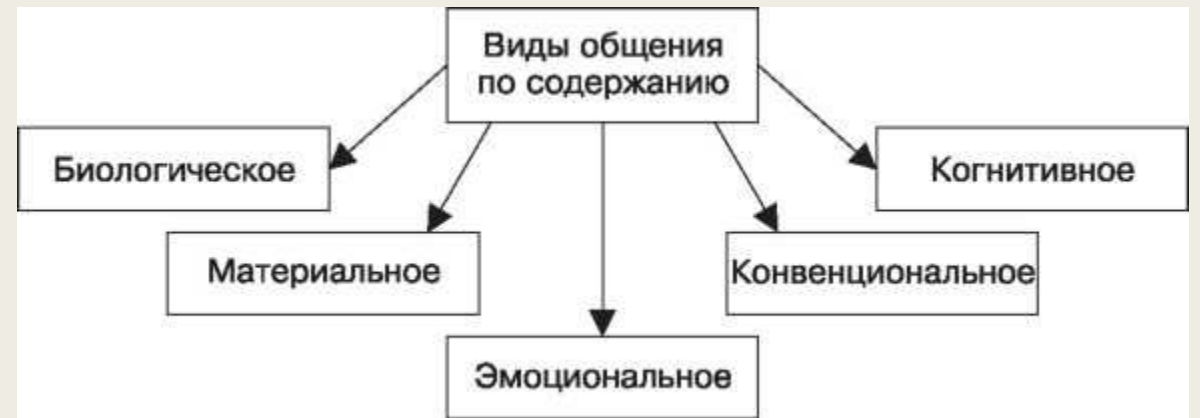 Виды общения
по содержанию
Биологическое
Когнитивное
Материальное
Конвенциональное
Эмоциональное